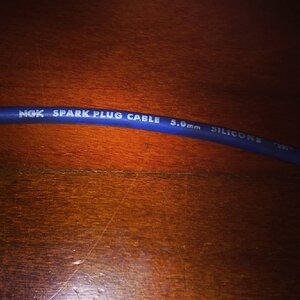 NGK SPARK PLUG CABLE 5.0mm SILICONE